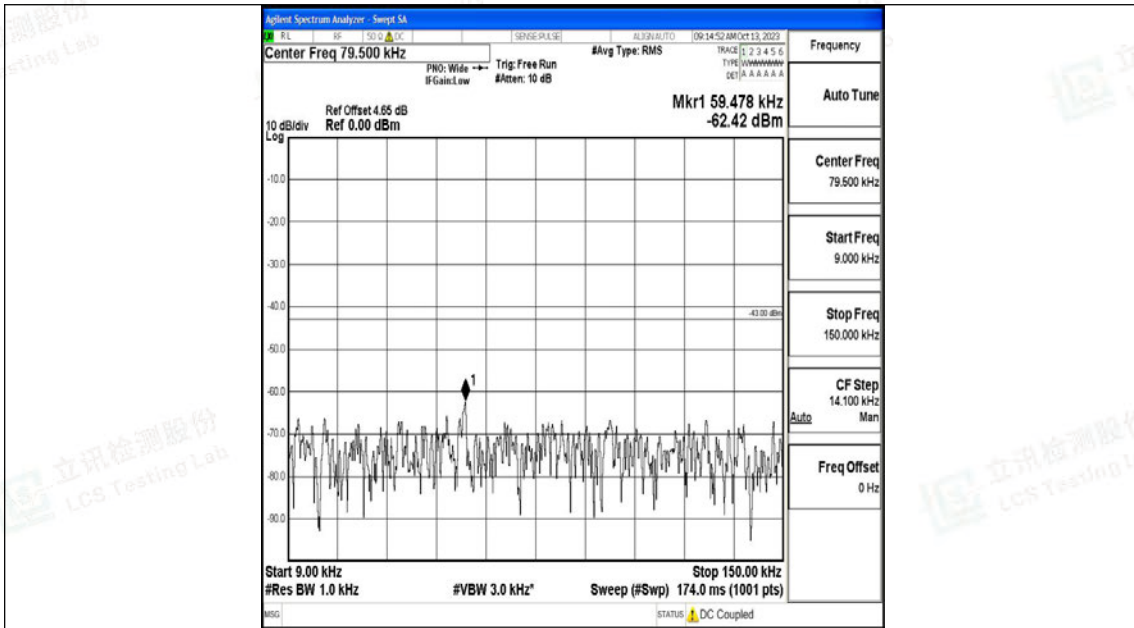 Agilent Spectrum Analyzer - Swept SA
RL RF 50 Ω DC SENSE:PULSE ALIGNAUTO 09:14:52 AM Oct 13, 2023
Center Freq 79.500 kHz
PNO: Wide
IFGain:Low
Trig: Free Run
#Atten: 10 dB
#Avg Type: RMS
TRACE 1 2 3 4 5 6
TYPE
DET A A A A A A
Ref Offset 4.65 dB
Ref 0.00 dBm
10 dB/div
Log
Mkr1 59.478 kHz
-62.42 dBm
-10.0
-20.0
-30.0
-40.0
-43.00 dBm
-50.0
-60.0
1
-70.0
-80.0
-90.0
Start 9.00 kHz
Stop 150.00 kHz
#Res BW 1.0 kHz
#VBW 3.0 kHz*
Sweep (#Swp) 174.0 ms (1001 pts)
MSG
STATUS DC Coupled
Frequency
Auto Tune
Center Freq
79.500 kHz
Start Freq
9.000 kHz
Stop Freq
150.000 kHz
CF Step
14.100 kHz
Auto Man
Freq Offset
0 Hz
立讯检测股份
LCS Testing Lab